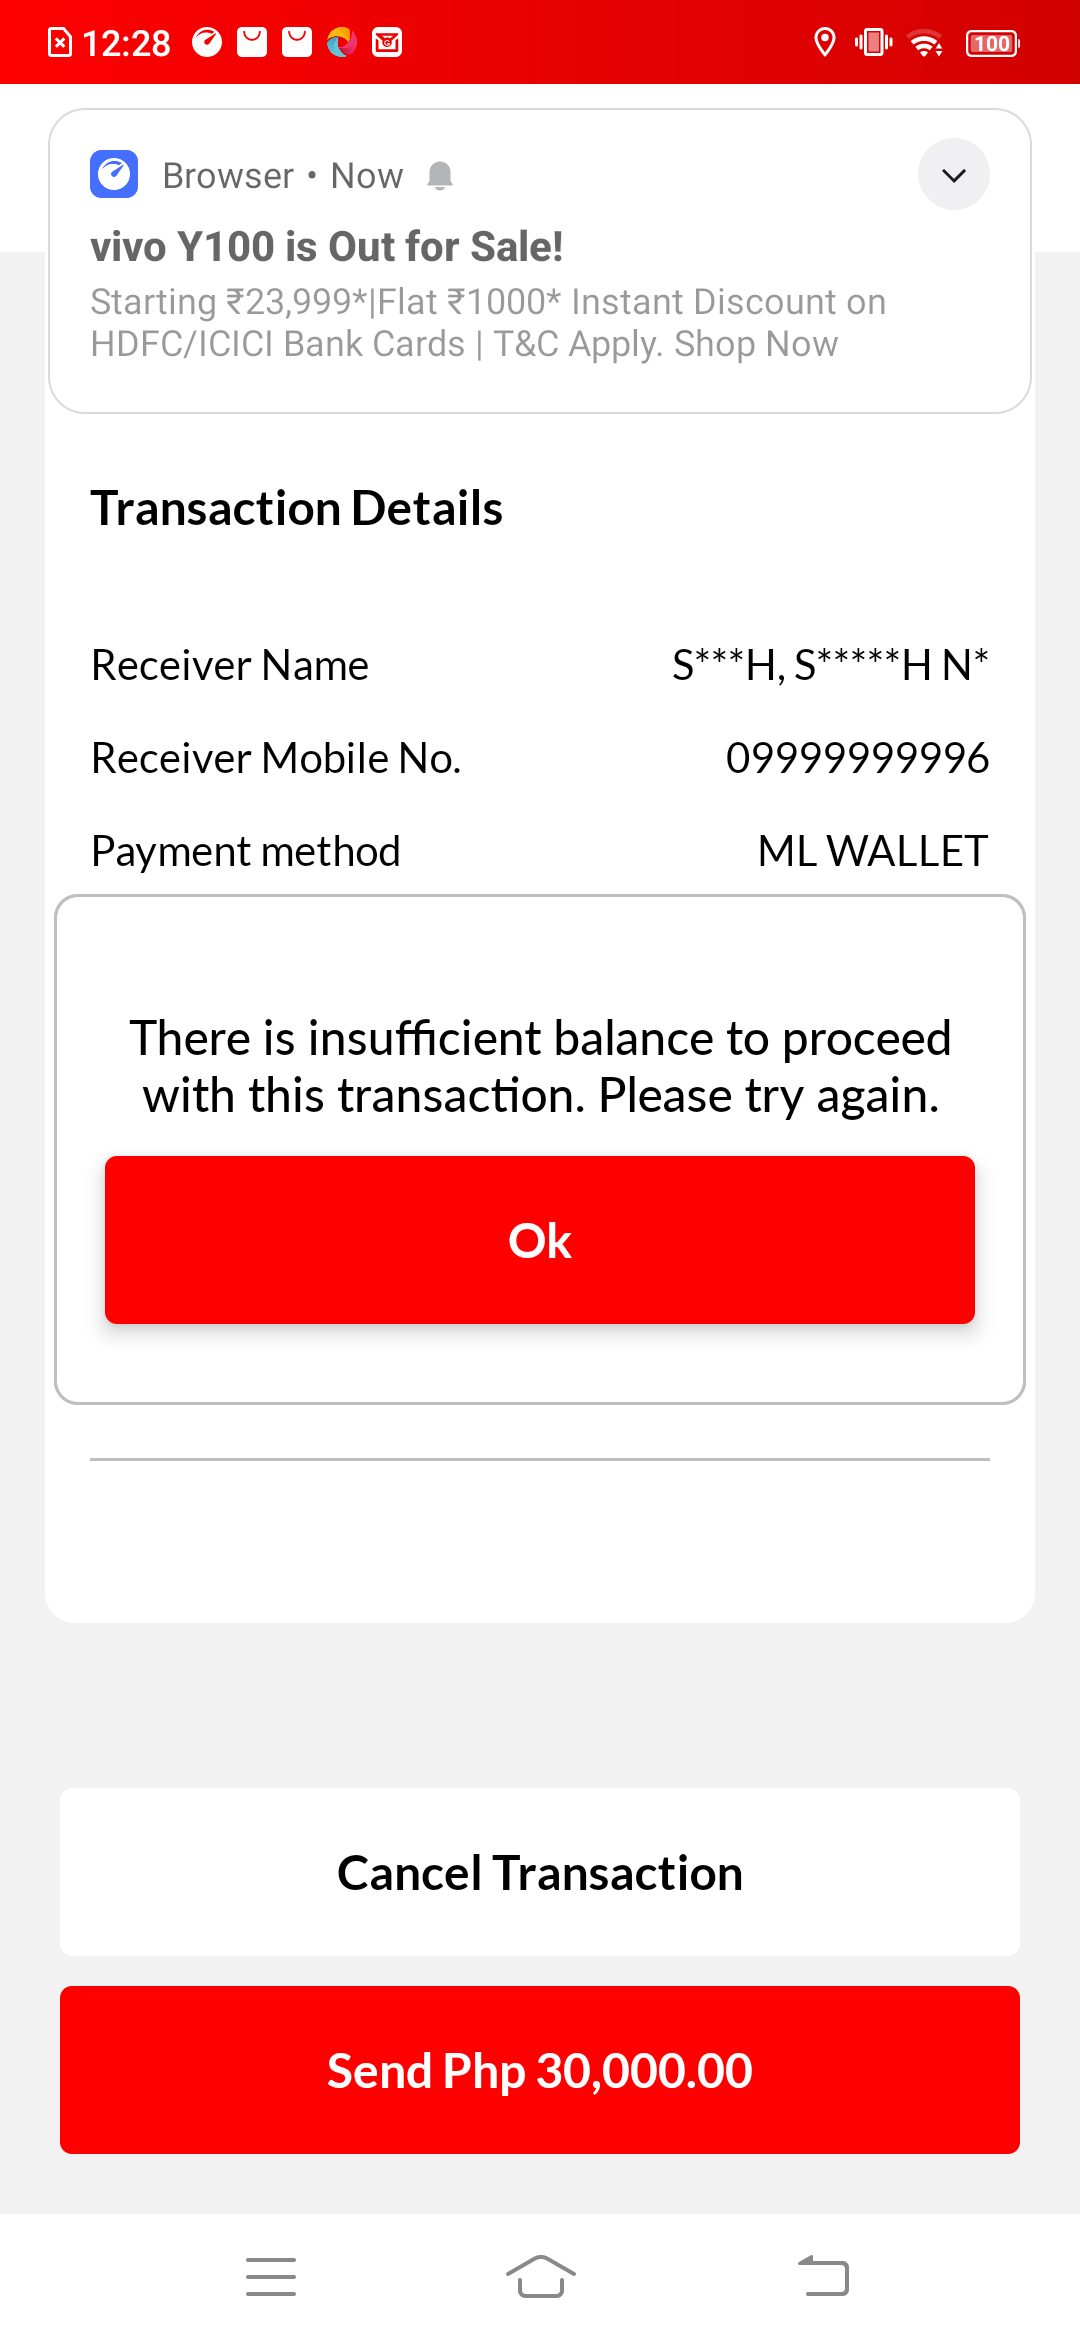 12:28
100
Browser • Now
vivo Y100 is Out for Sale!
Starting ₹23,999*|Flat ₹1000* Instant Discount on
HDFC/ICICI Bank Cards | T&C Apply. Shop Now
Transaction Details
Receiver Name S***H, S*****H N*
Receiver Mobile No. 09999999996
Payment method ML WALLET
There is insufficient balance to proceed
with this transaction. Please try again.
Ok
Cancel Transaction
Send Php 30,000.00